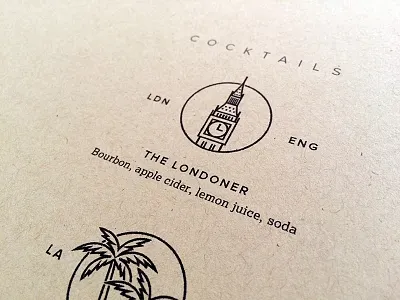 COCKTAILS
LDN
ENG
THE LONDONER
Bourbon, apple cider, lemon juice, soda
LA